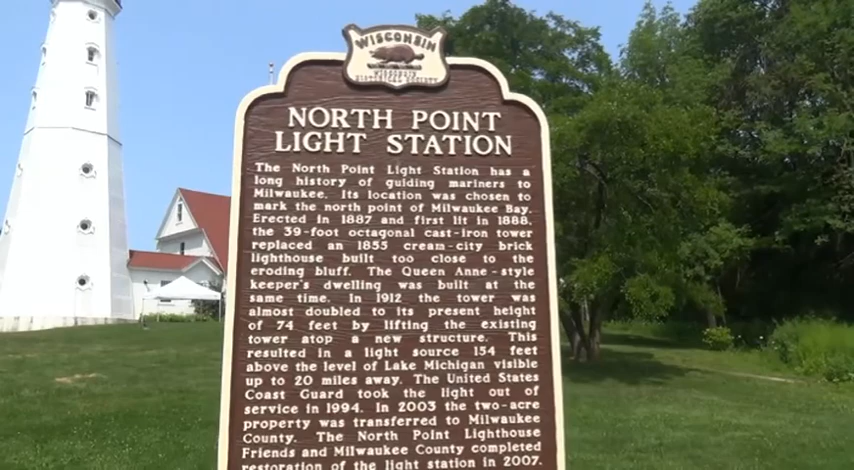 WISCONSIN
WISCONSIN
HISTORICAL SOCIETY
NORTH POINT
LIGHT STATION
The North Point Light Station has a
long history of guiding mariners to
Milwaukee. Its location was chosen to
mark the north point of Milwaukee Bay.
Erected in 1887 and first lit in 1888,
the 39-foot octagonal cast-iron tower
replaced an 1855 cream-city brick
lighthouse built too close to the
eroding bluff. The Queen Anne-style
keeper's dwelling was built at the
same time. In 1912 the tower was
almost doubled to its present height
of 74 feet by lifting the existing
tower atop a new structure. This
resulted in a light source 154 feet
above the level of Lake Michigan visible
up to 20 miles away. The United States
Coast Guard took the light out of
service in 1994. In 2003 the two-acre
property was transferred to Milwaukee
County. The North Point Lighthouse
Friends and Milwaukee County completed
restoration of the light station in 2007.